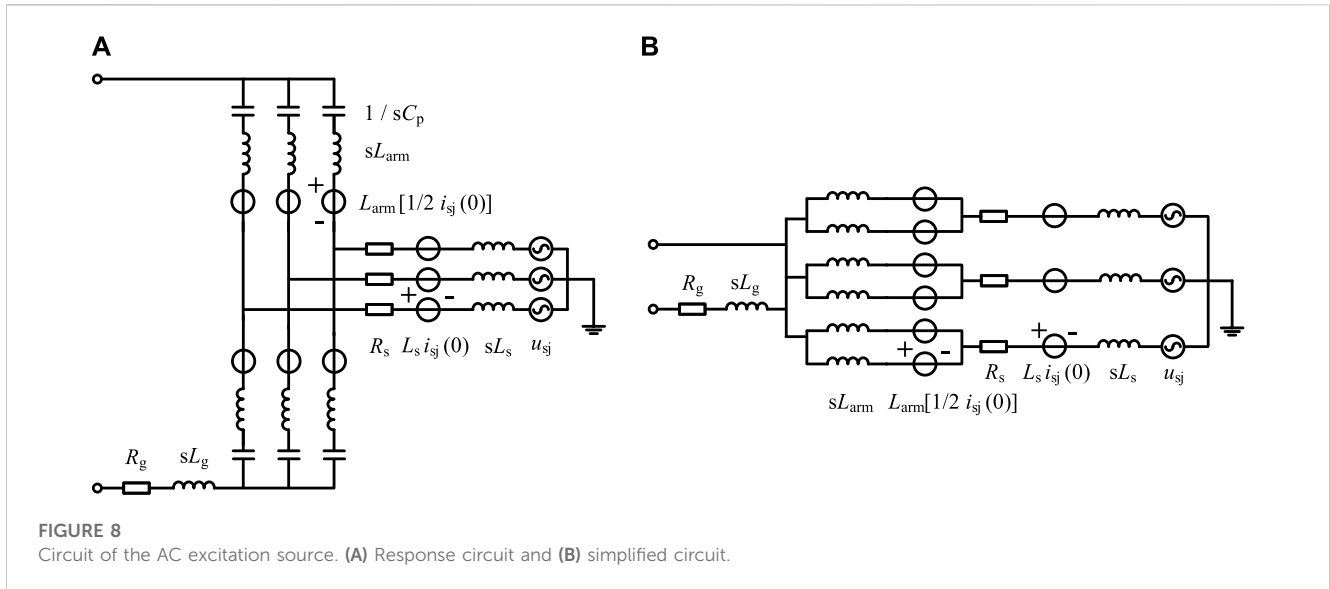 A
B
1 / sCp
sLarm
+
Larm [1/2 isj (0)]
-
+ -
Rs Ls isj (0) sLs usj
Rg sLg
Rg sLg
+ -
+ -
Rs Ls isj (0) sLs usj
sLarm Larm[1/2 isj (0)]
FIGURE 8
Circuit of the AC excitation source. (A) Response circuit and (B) simplified circuit.